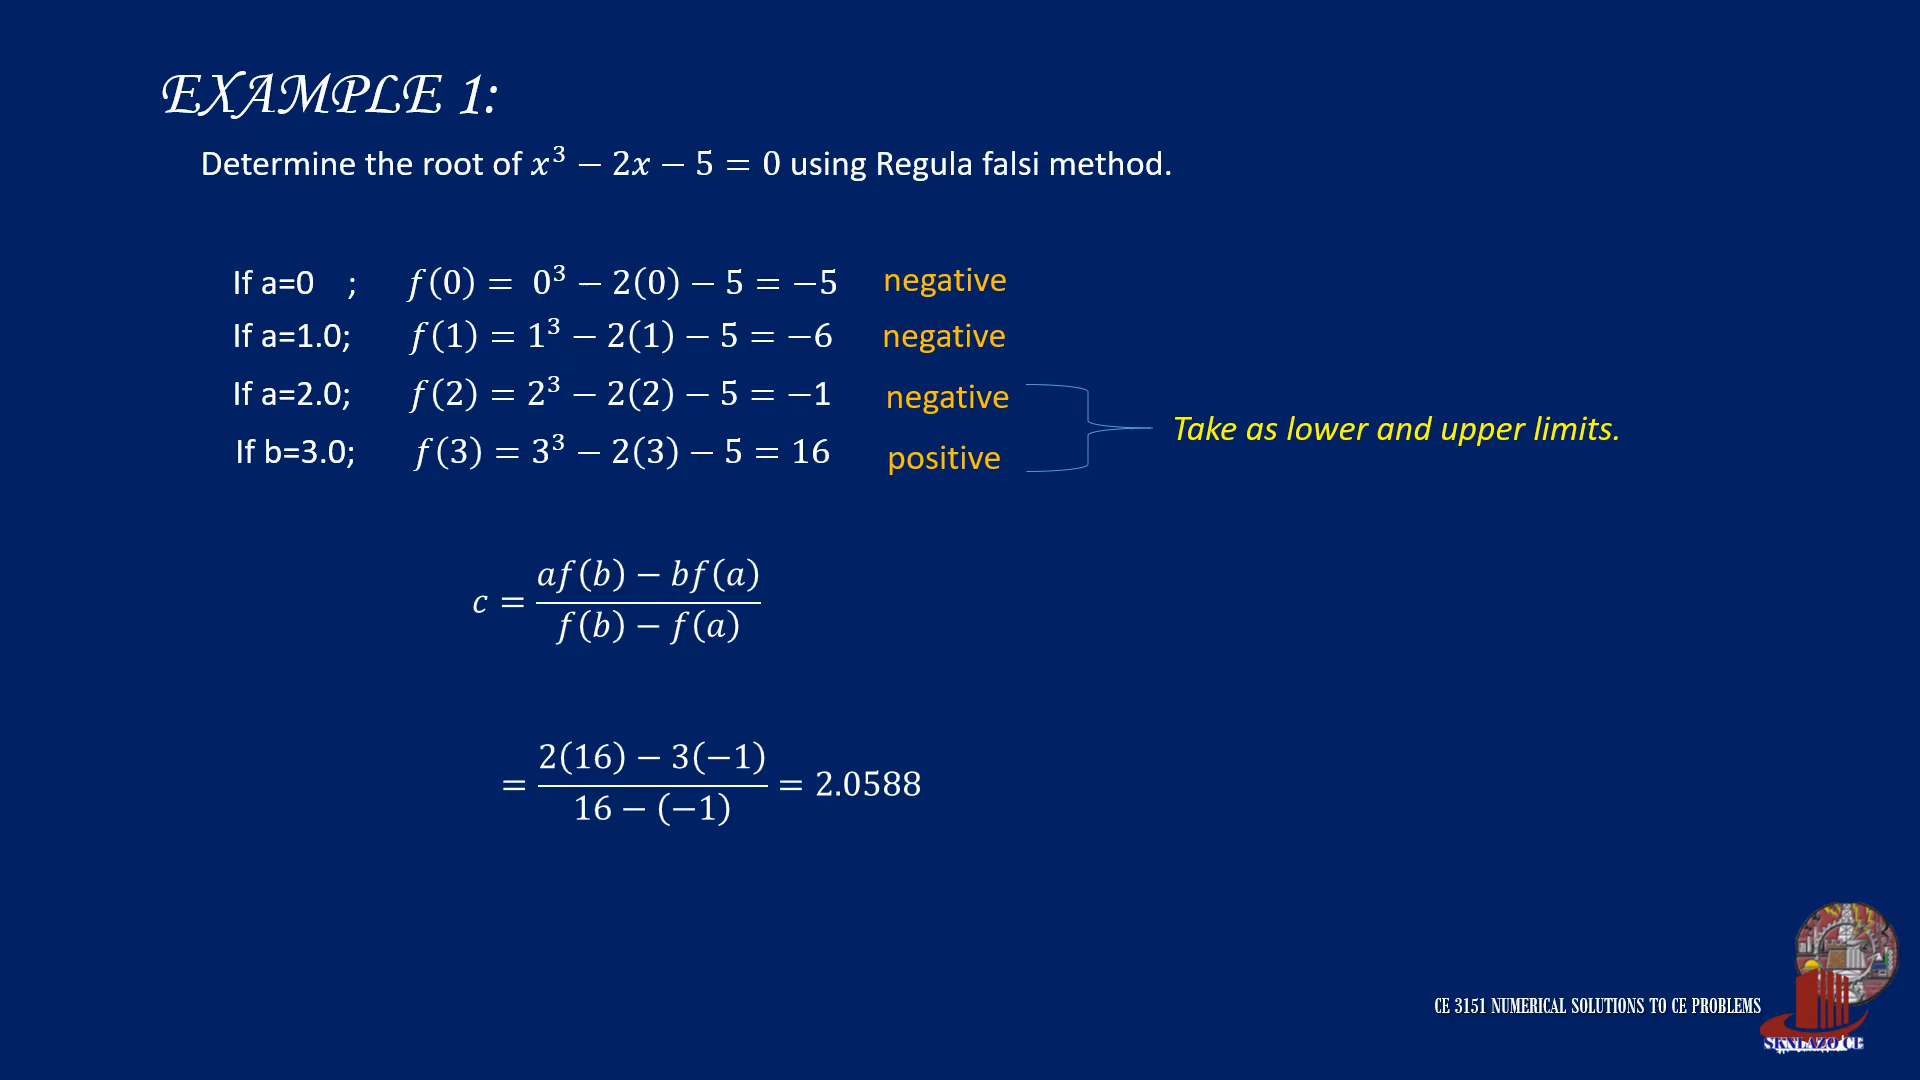 EXAMPLE 1:
Determine the root of x³ − 2x − 5 = 0 using Regula falsi method.
If a=0 ; f(0) = 0³ − 2(0) − 5 = −5 negative
If a=1.0; f(1) = 1³ − 2(1) − 5 = −6 negative
If a=2.0; f(2) = 2³ − 2(2) − 5 = −1 negative
Take as lower and upper limits.
If b=3.0; f(3) = 3³ − 2(3) − 5 = 16 positive
c = (af(b) − bf(a)) / (f(b) − f(a))
= (2(16) − 3(−1)) / (16 − (−1)) = 2.0588
CE 3151 NUMERICAL SOLUTIONS TO CE PROBLEMS
SKNLAZO CE